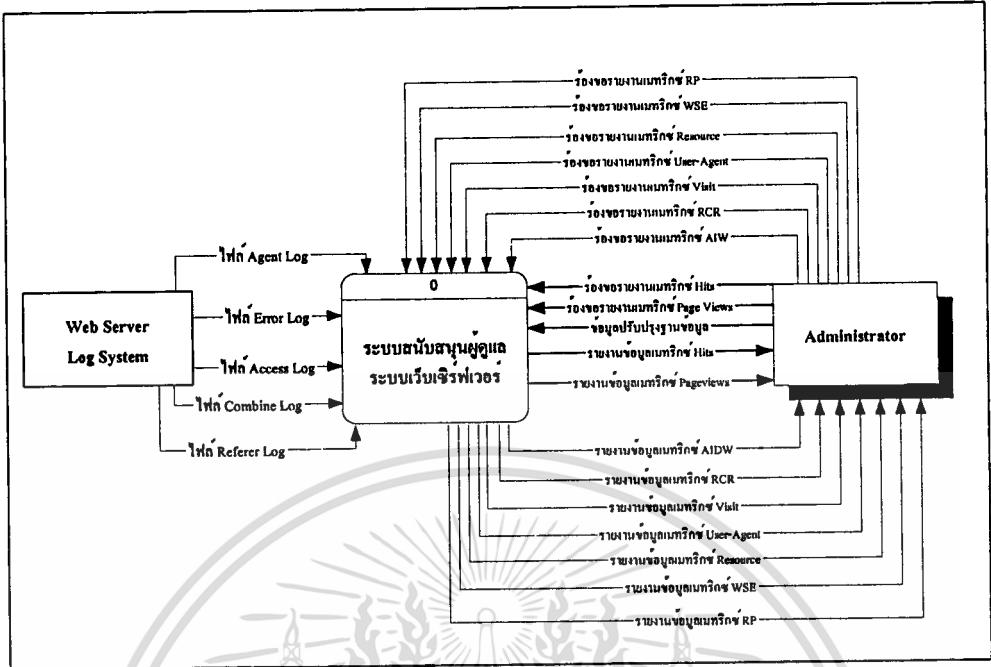 ร้องขอรายงานเมทริกซ์ RP
ร้องขอรายงานเมทริกซ์ WSE
ร้องขอรายงานเมทริกซ์ Resource
ร้องขอรายงานเมทริกซ์ User-Agent
ร้องขอรายงานเมทริกซ์ Visit
ร้องขอรายงานเมทริกซ์ RCR
ร้องขอรายงานเมทริกซ์ AIW
ไฟล์ Agent Log
ไฟล์ Error Log
ไฟล์ Access Log
ไฟล์ Combine Log
ไฟล์ Referer Log
Web Server
Log System
0
ระบบสนับสนุนผู้ดูแล
ระบบเว็บเซิร์ฟเวอร์
ร้องขอรายงานเมทริกซ์ Hits
ร้องขอรายงานเมทริกซ์ Page Views
ข้อมูลปรับปรุงฐานข้อมูล
รายงานข้อมูลเมทริกซ์ Hits
รายงานข้อมูลเมทริกซ์ Pageviews
Administrator
รายงานข้อมูลเมทริกซ์ AIDW
รายงานข้อมูลเมทริกซ์ RCR
รายงานข้อมูลเมทริกซ์ Visit
รายงานข้อมูลเมทริกซ์ User-Agent
รายงานข้อมูลเมทริกซ์ Resource
รายงานข้อมูลเมทริกซ์ WSE
รายงานข้อมูลเมทริกซ์ RP